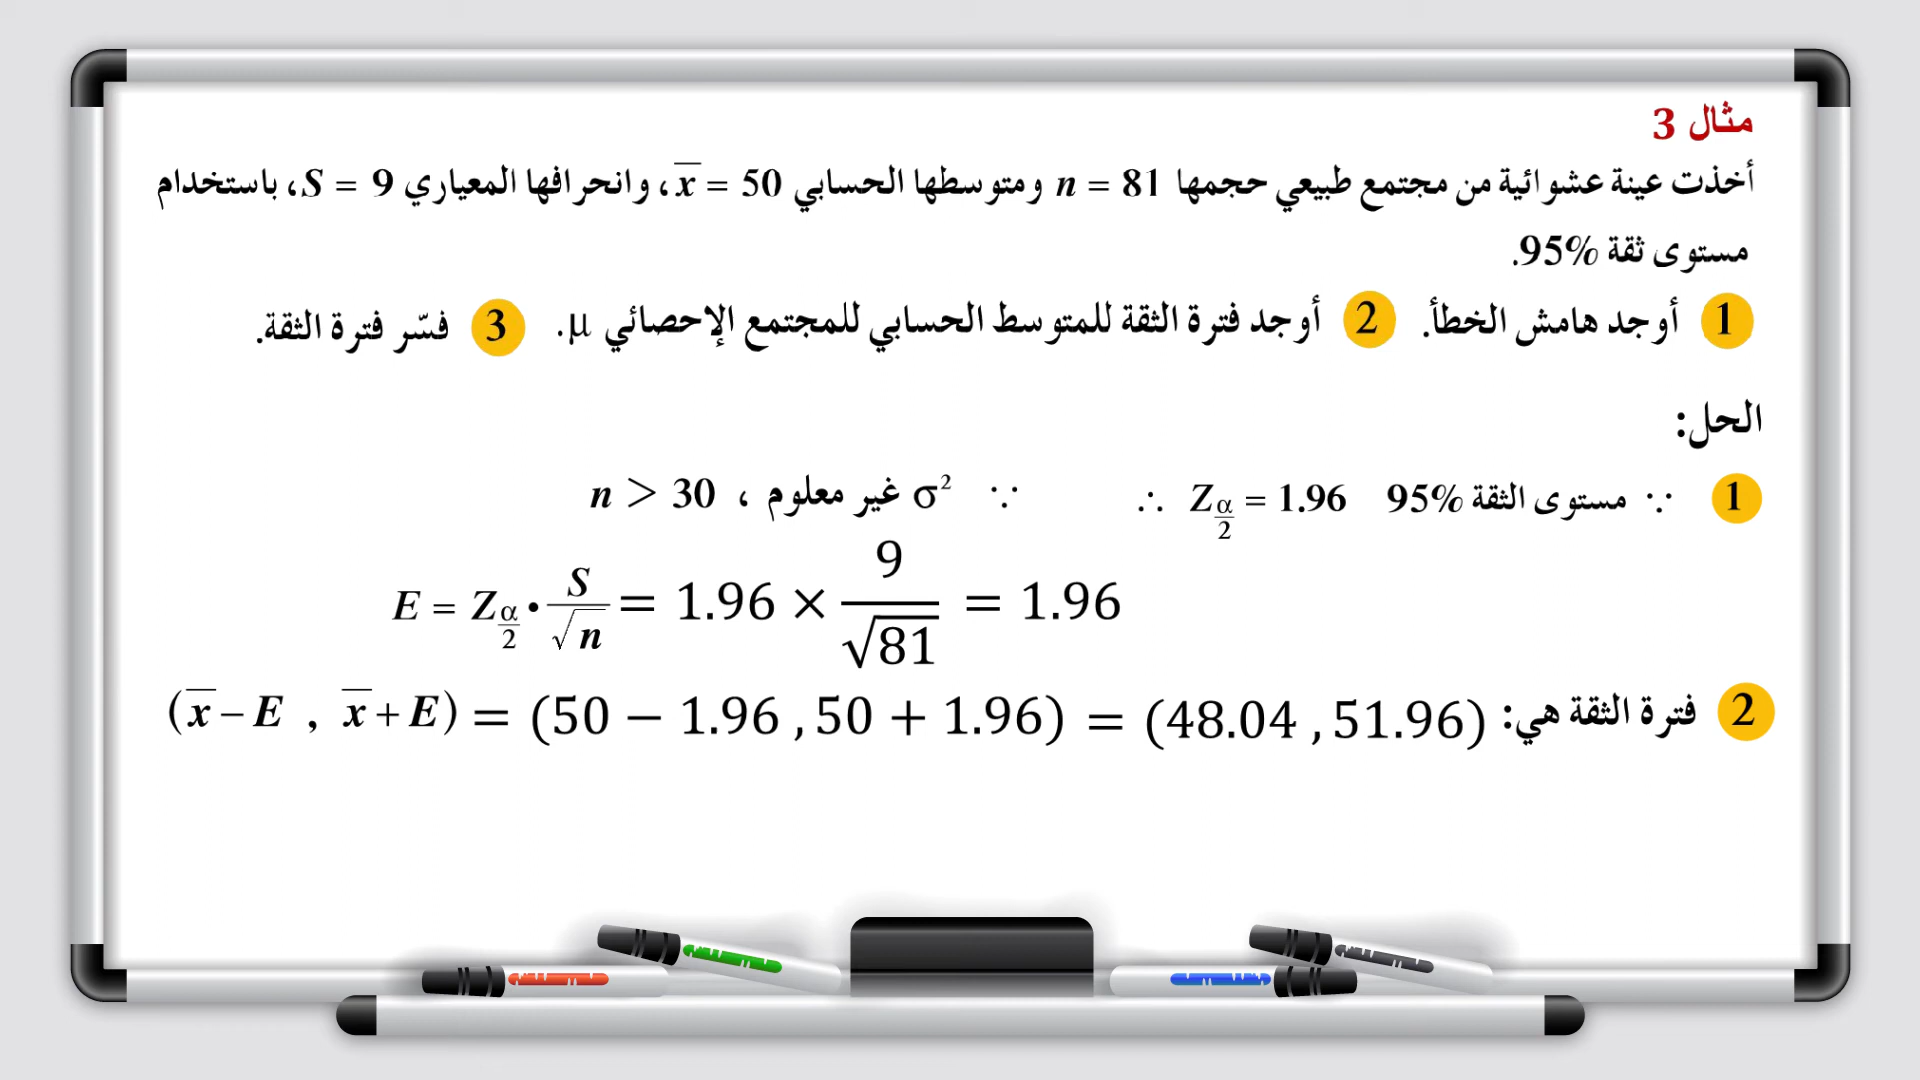 مثال 3
أخذت عينة عشوائية من مجتمع طبيعي حجمها n = 81 ومتوسطها الحسابي x̅ = 50، وانحرافها المعياري S = 9، باستخدام
مستوى ثقة 95%.
1 أوجد هامش الخطأ. 2 أوجد فترة الثقة للمتوسط الحسابي للمجتمع الإحصائي μ. 3 فسّر فترة الثقة.
الحل:
1 ∵ مستوى الثقة 95% ∴ Z_{α/2} = 1.96 ∵ σ² غير معلوم ، n > 30
E = Z_{α/2} • S/√n = 1.96 × 9/√81 = 1.96
2 فترة الثقة هي: (x̅ − E , x̅ + E) = (50 − 1.96 , 50 + 1.96) = (48.04 , 51.96)